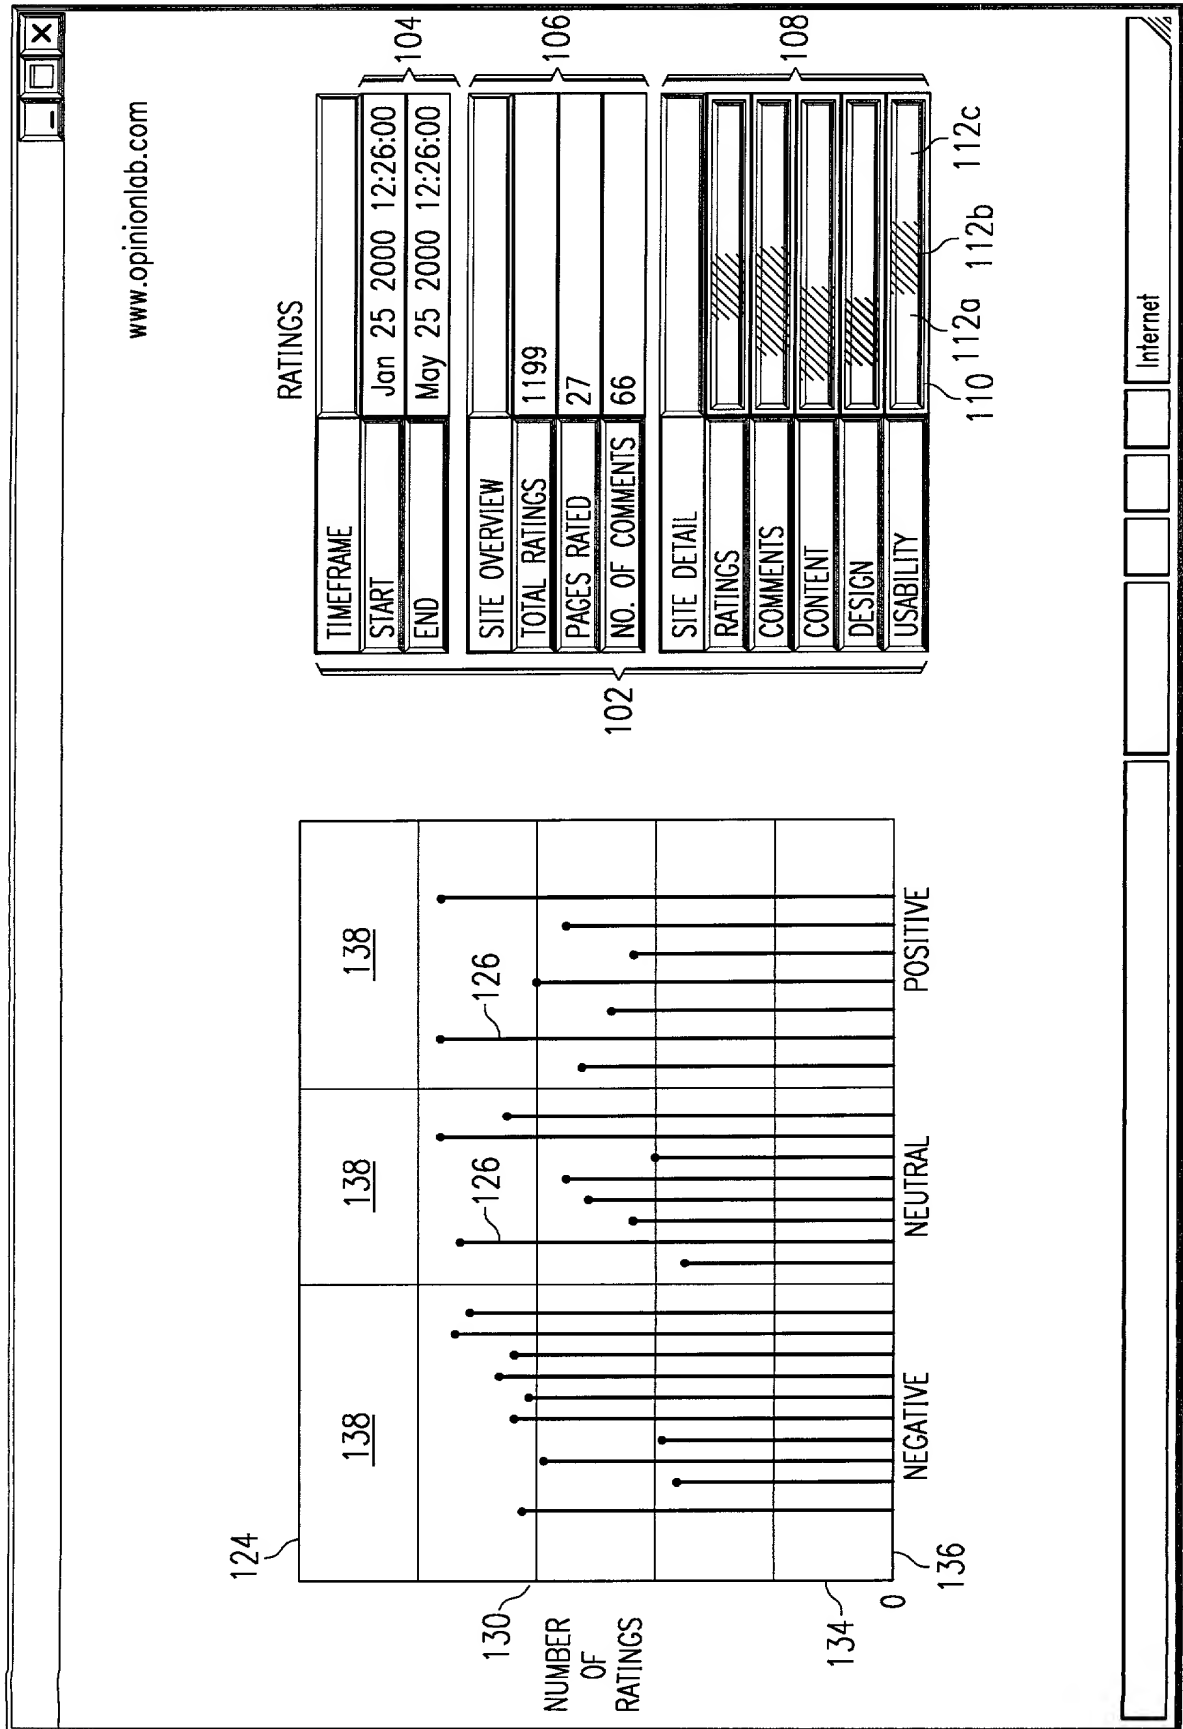 www.opinionlab.com
124
138
138
138
126
126
130
NUMBER
OF
RATINGS
134
0
136
NEGATIVE
NEUTRAL
POSITIVE
RATINGS
TIMEFRAME
START Jan 25 2000 12:26:00
END May 25 2000 12:26:00
104
SITE OVERVIEW
TOTAL RATINGS 1199
PAGES RATED 27
NO. OF COMMENTS 66
106
102
SITE DETAIL
RATINGS
COMMENTS
CONTENT
DESIGN
USABILITY
108
110 112a 112b 112c
Internet